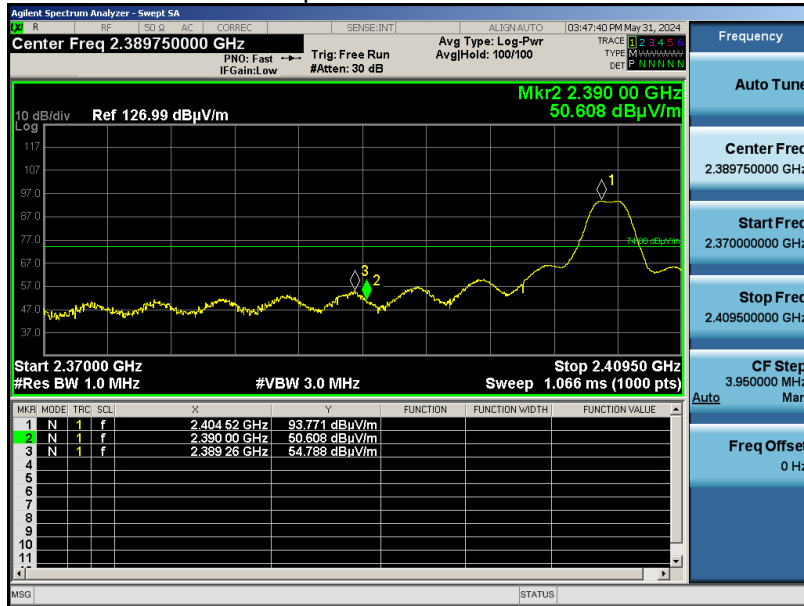 Agilent Spectrum Analyzer - Swept SA
LXI R RF 50 Ω AC CORREC SENSE:INT ALIGN AUTO 03:47:40 PM May 31, 2024
Center Freq 2.389750000 GHz
PNO: Fast
IFGain:Low
Trig: Free Run
#Atten: 30 dB
Avg Type: Log-Pwr
Avg|Hold: 100/100
TRACE 1 2 3 4 5 6
TYPE M
DET P N N N N N
Mkr2 2.390 00 GHz
50.608 dBµV/m
10 dB/div Ref 126.99 dBµV/m
Log
117
107
97.0
87.0
77.0
67.0
57.0
47.0
37.0
1
74.00 dBµV/m
3
2
Start 2.37000 GHz Stop 2.40950 GHz
#Res BW 1.0 MHz #VBW 3.0 MHz Sweep 1.066 ms (1000 pts)
MKR MODE TRC SCL X Y FUNCTION FUNCTION WIDTH FUNCTION VALUE
1 N 1 f 2.404 52 GHz 93.771 dBµV/m
2 N 1 f 2.390 00 GHz 50.608 dBµV/m
3 N 1 f 2.389 26 GHz 54.788 dBµV/m
4
5
6
7
8
9
10
11
MSG STATUS
Frequency
Auto Tune
Center Freq
2.389750000 GHz
Start Freq
2.370000000 GHz
Stop Freq
2.409500000 GHz
CF Step
3.950000 MHz
Auto Man
Freq Offset
0 Hz